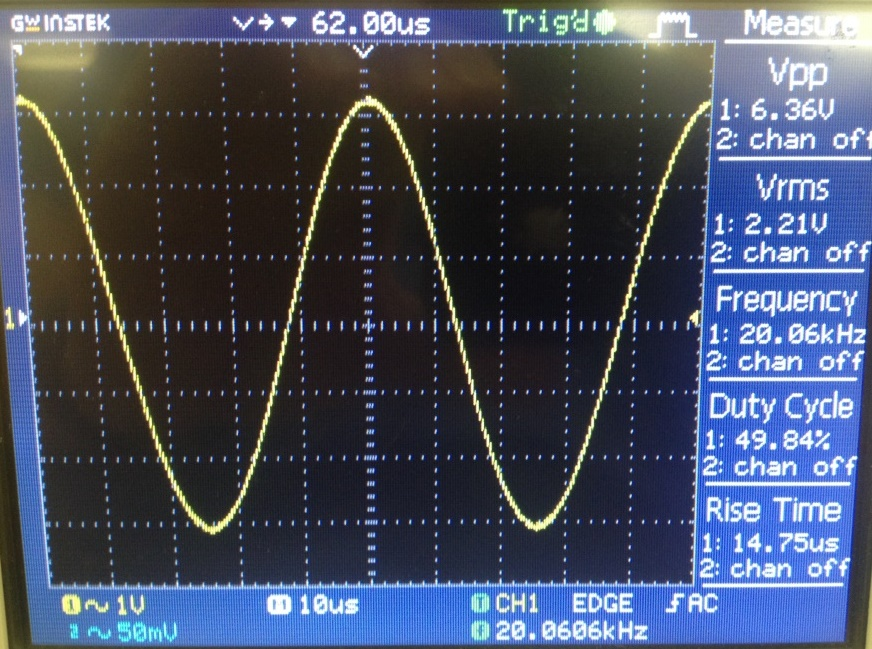 GWINSTEK 62.00us Trig'd Measure
Vpp
1: 6.36V
2: chan off
Vrms
1: 2.21V
2: chan off
Frequency
1: 20.06kHz
2: chan off
Duty Cycle
1: 49.84%
2: chan off
Rise Time
1: 14.75us
2: chan off
1
1 ~ 1V 10us T CH1 EDGE AC
2 ~ 50mV F 20.0606kHz